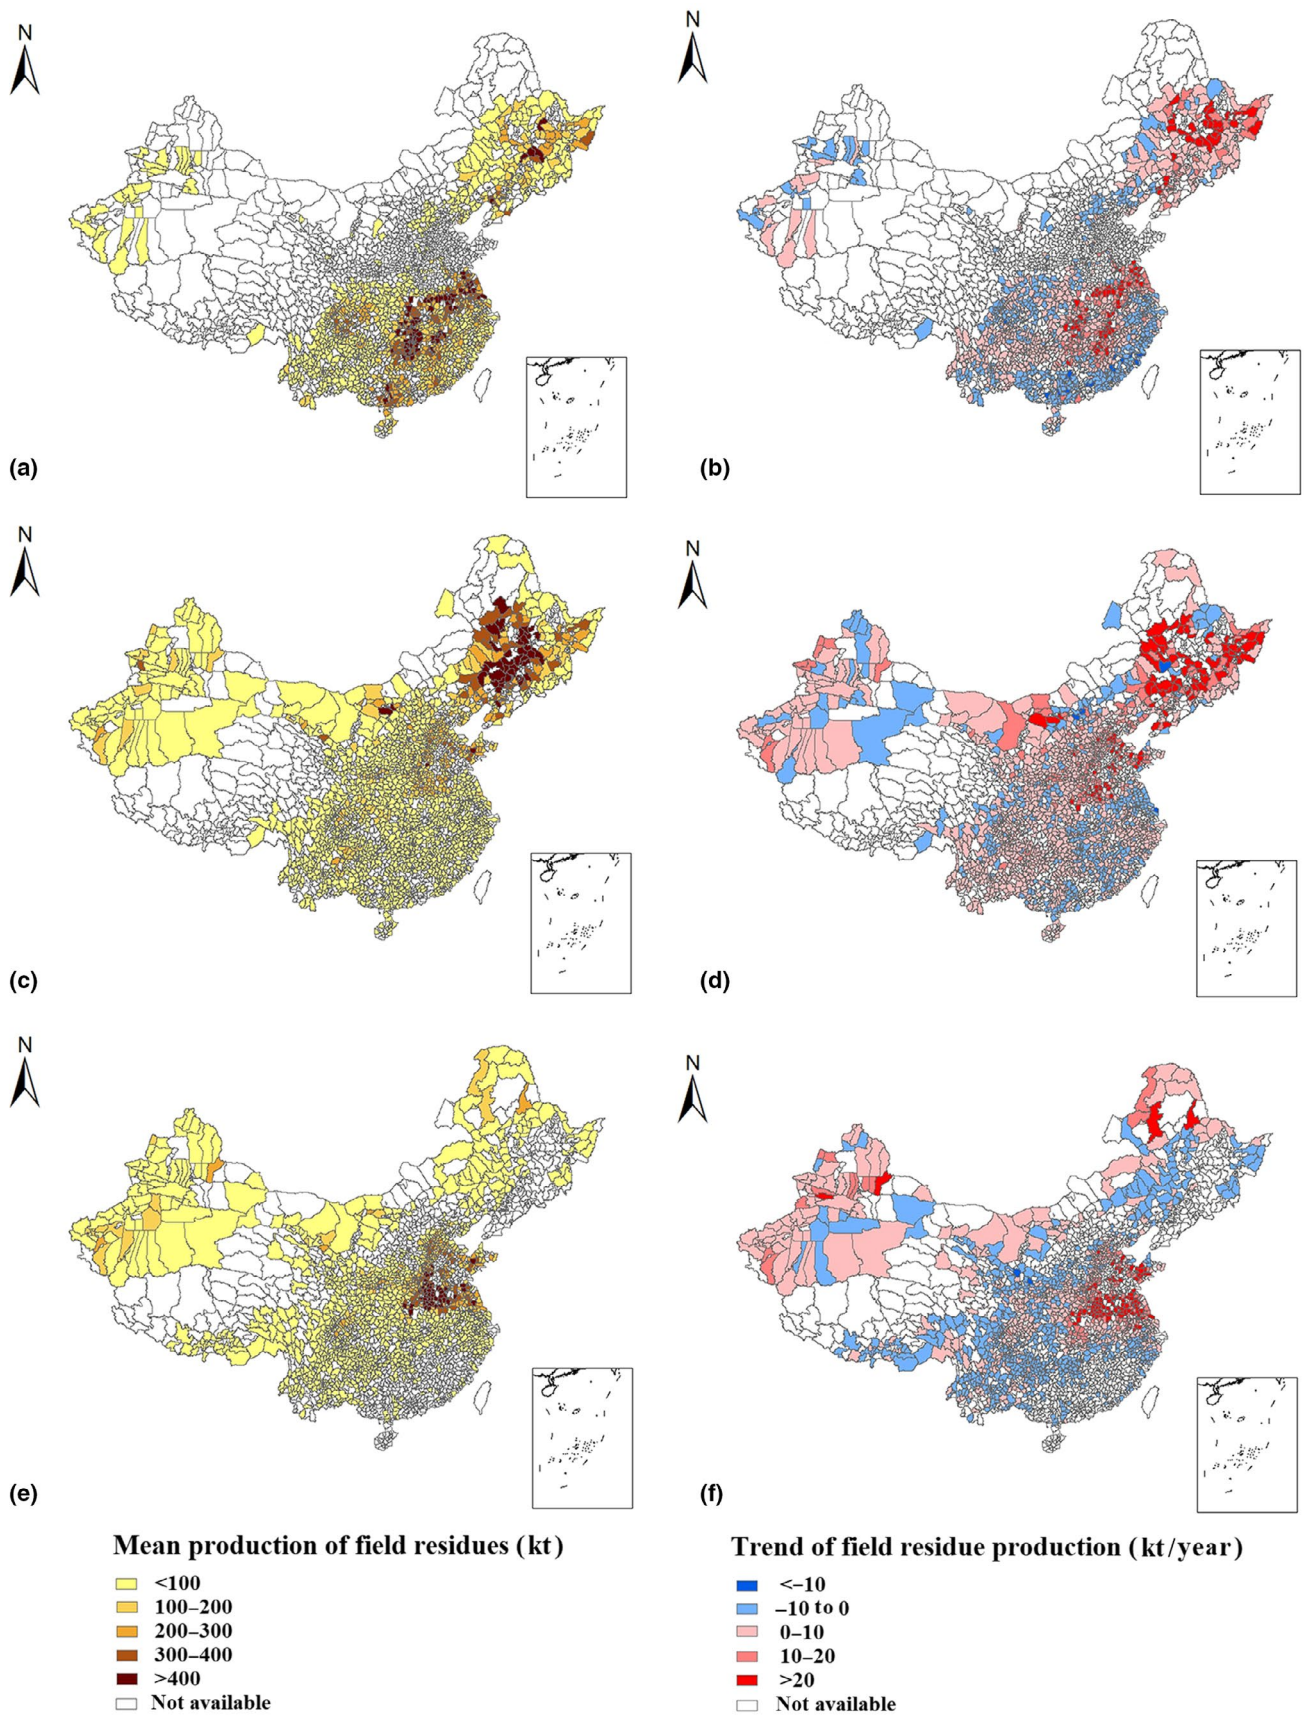 N
N
(a)
(b)
N
N
(c)
(d)
N
N
(e)
(f)
Mean production of field residues (kt)
<100
100–200
200–300
300–400
>400
Not available
Trend of field residue production (kt/year)
<–10
–10 to 0
0–10
10–20
>20
Not available